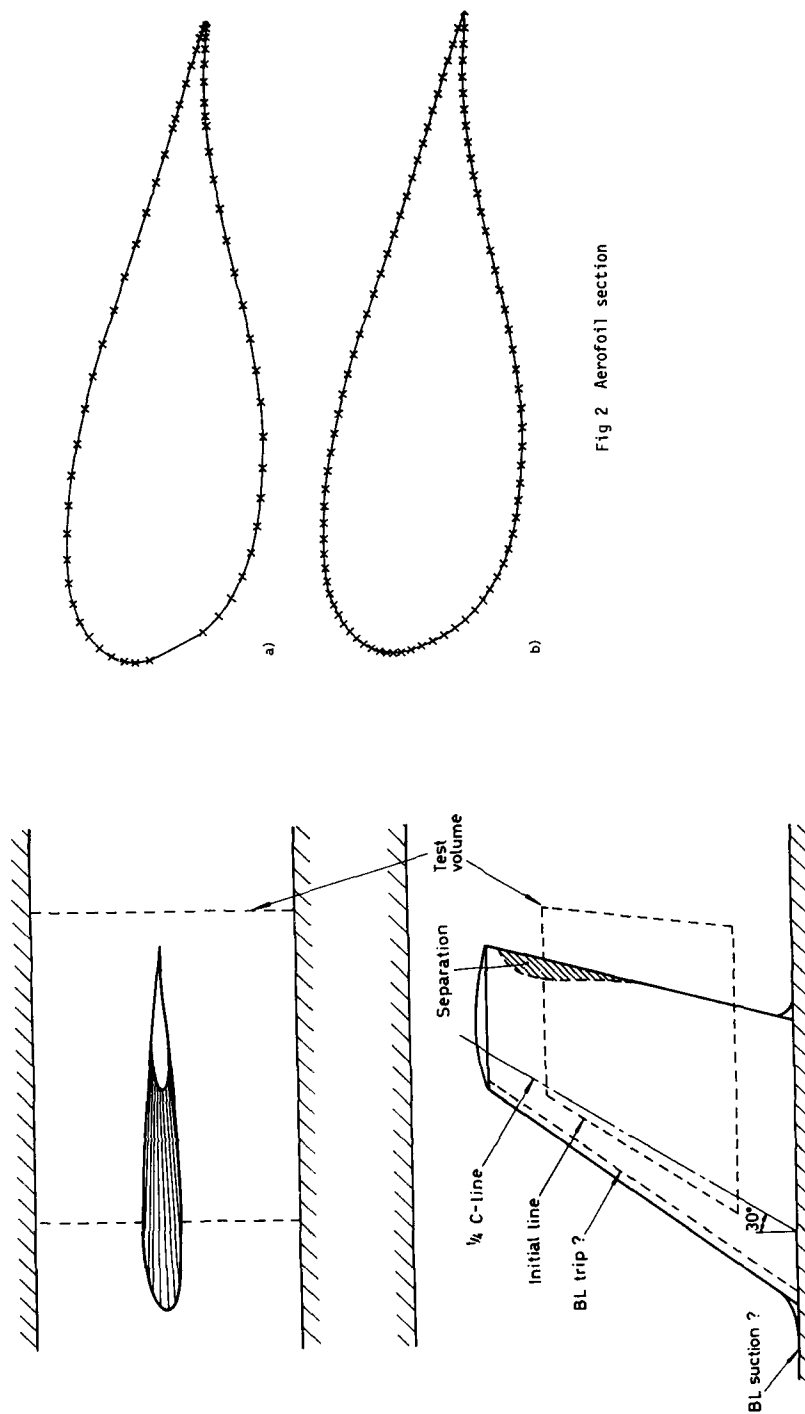 Test
volume
Separation
¼ C-line
Initial line
BL trip ?
30°
BL suction ?
a)
b)
Fig 2 Aerofoil section